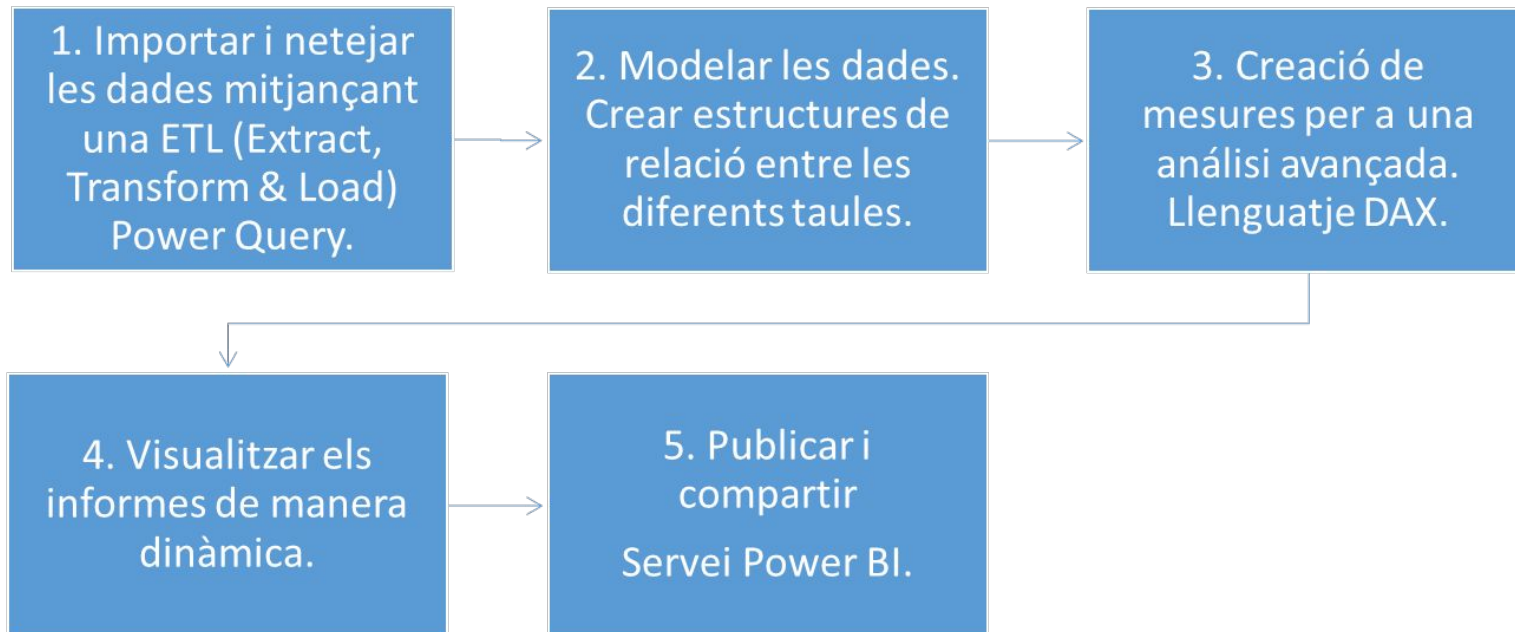 1. Importar i netejar
les dades mitjançant
una ETL (Extract,
Transform & Load)
Power Query.
2. Modelar les dades.
Crear estructures de
relació entre les
diferents taules.
3. Creació de
mesures per a una
análisi avançada.
Llenguatje DAX.
4. Visualitzar els
informes de manera
dinàmica.
5. Publicar i
compartir
Servei Power BI.